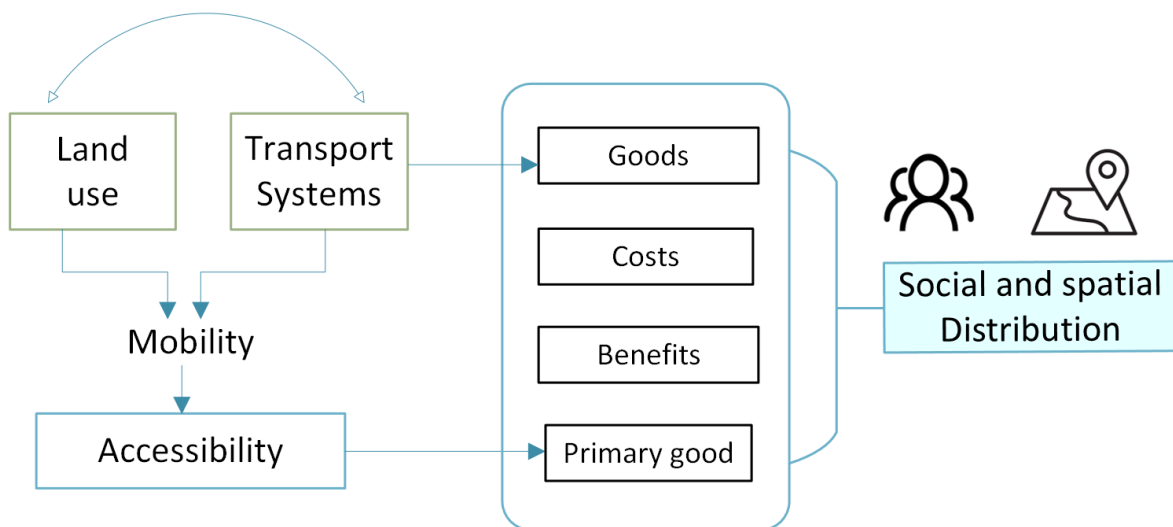 Land
use
Transport
Systems
Mobility
Accessibility
Goods
Costs
Benefits
Primary good
Social and spatial
Distribution